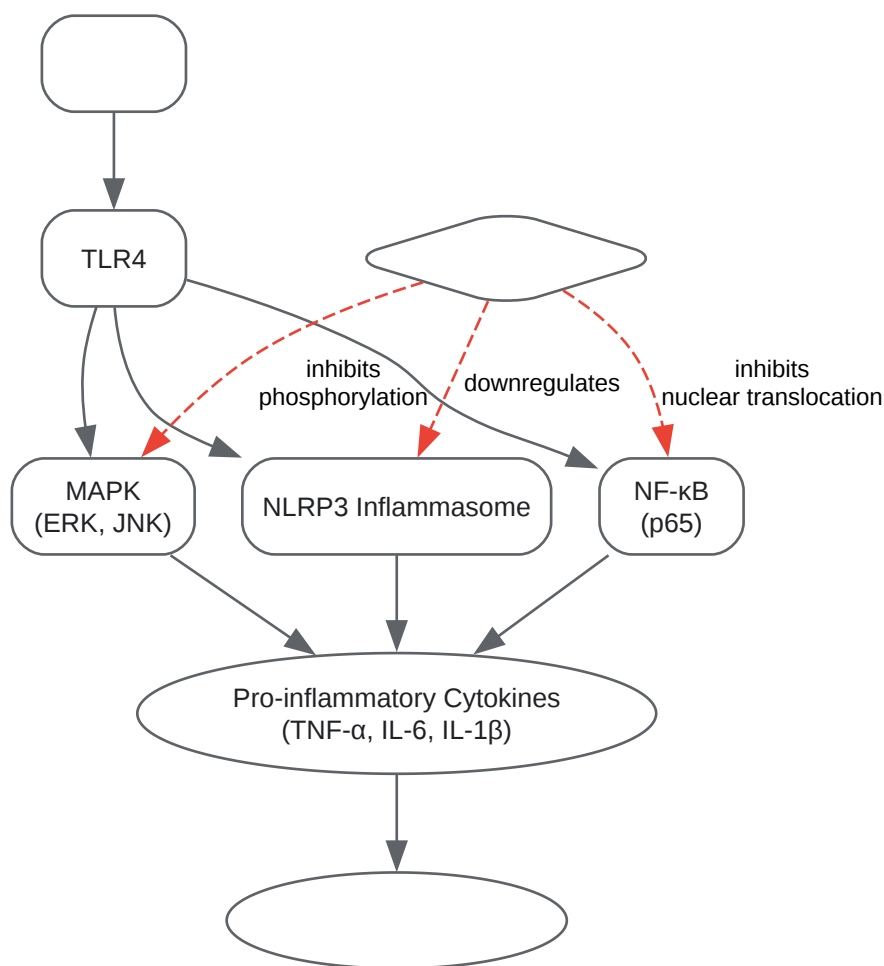 TLR4
inhibits
phosphorylation
downregulates
inhibits
nuclear translocation
MAPK
(ERK, JNK)
NLRP3 Inflammasome
NF-κB
(p65)
Pro-inflammatory Cytokines
(TNF-α, IL-6, IL-1β)